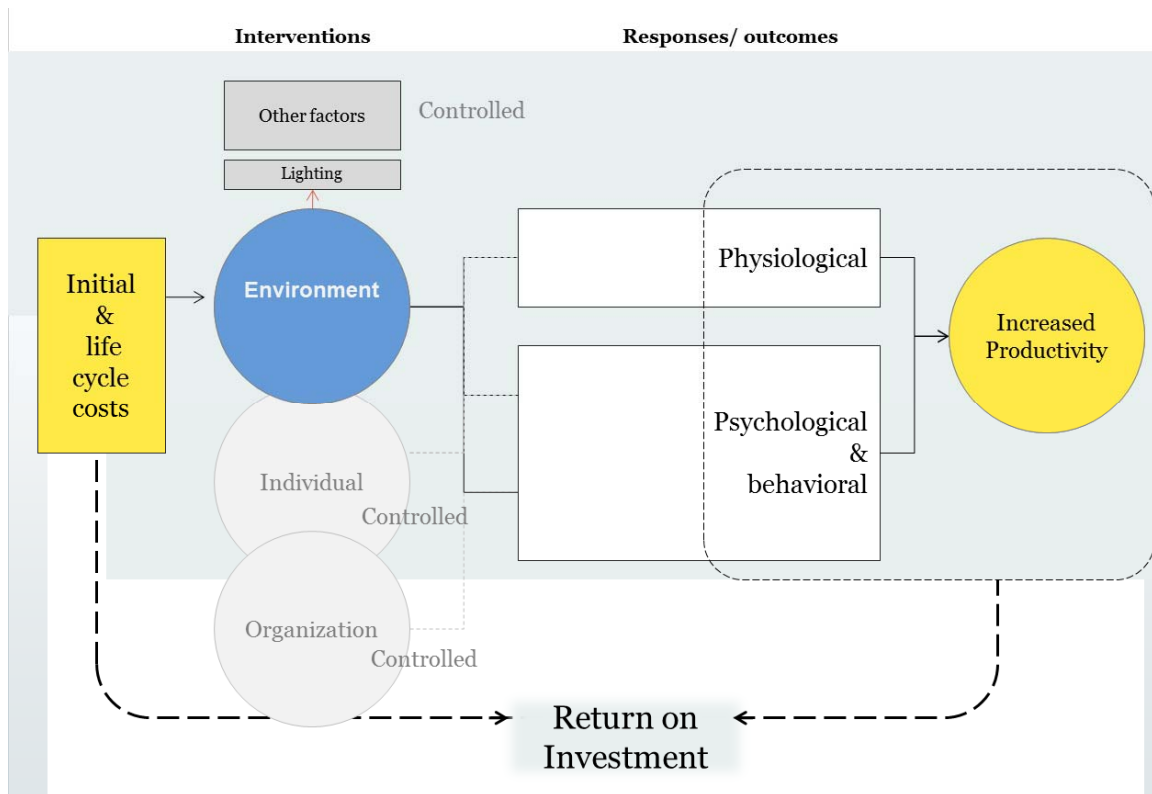 Interventions
Responses/ outcomes
Other factors
Controlled
Lighting
Environment
Initial
&
life
cycle
costs
Physiological
Increased
Productivity
Psychological
&
behavioral
Individual
Controlled
Organization
Controlled
Return on
Investment